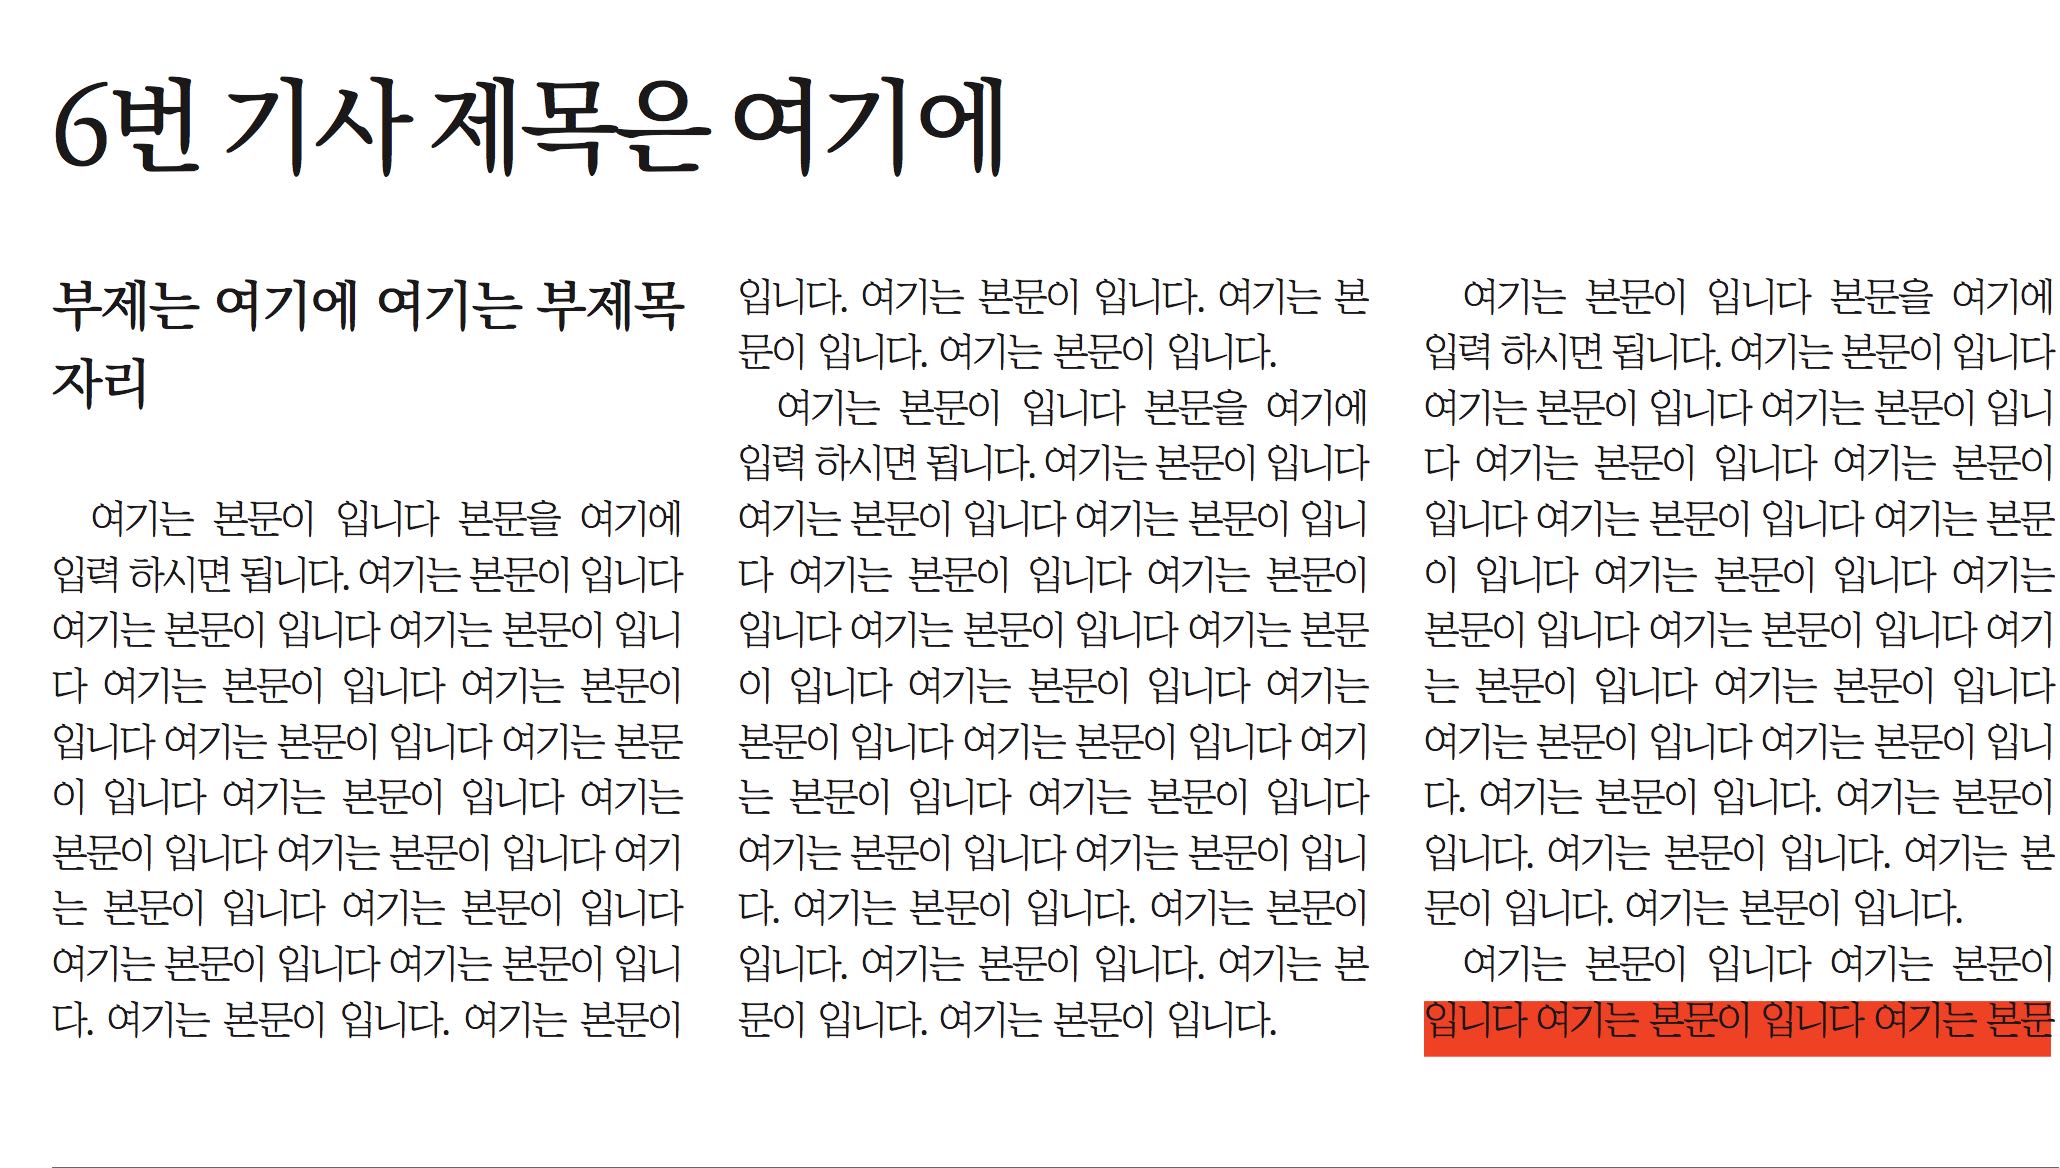 6번 기사 제목은 여기에
부제는 여기에 여기는 부제목
자리
여기는 본문이 입니다 본문을 여기에
입력 하시면 됩니다. 여기는 본문이 입니다
여기는 본문이 입니다 여기는 본문이 입니
다 여기는 본문이 입니다 여기는 본문이
입니다 여기는 본문이 입니다 여기는 본문
이 입니다 여기는 본문이 입니다 여기는
본문이 입니다 여기는 본문이 입니다 여기
는 본문이 입니다 여기는 본문이 입니다
여기는 본문이 입니다 여기는 본문이 입니
다. 여기는 본문이 입니다. 여기는 본문이
입니다. 여기는 본문이 입니다. 여기는 본
문이 입니다. 여기는 본문이 입니다.
여기는 본문이 입니다 본문을 여기에
입력 하시면 됩니다. 여기는 본문이 입니다
여기는 본문이 입니다 여기는 본문이 입니
다 여기는 본문이 입니다 여기는 본문이
입니다 여기는 본문이 입니다 여기는 본문
이 입니다 여기는 본문이 입니다 여기는
본문이 입니다 여기는 본문이 입니다 여기
는 본문이 입니다 여기는 본문이 입니다
여기는 본문이 입니다 여기는 본문이 입니
다. 여기는 본문이 입니다. 여기는 본문이
입니다. 여기는 본문이 입니다. 여기는 본
문이 입니다. 여기는 본문이 입니다.
여기는 본문이 입니다 본문을 여기에
입력 하시면 됩니다. 여기는 본문이 입니다
여기는 본문이 입니다 여기는 본문이 입니
다 여기는 본문이 입니다 여기는 본문이
입니다 여기는 본문이 입니다 여기는 본문
이 입니다 여기는 본문이 입니다 여기는
본문이 입니다 여기는 본문이 입니다 여기
는 본문이 입니다 여기는 본문이 입니다
여기는 본문이 입니다 여기는 본문이 입니
다. 여기는 본문이 입니다. 여기는 본문이
입니다. 여기는 본문이 입니다. 여기는 본
문이 입니다. 여기는 본문이 입니다.
여기는 본문이 입니다 여기는 본문이
입니다 여기는 본문이 입니다 여기는 본문